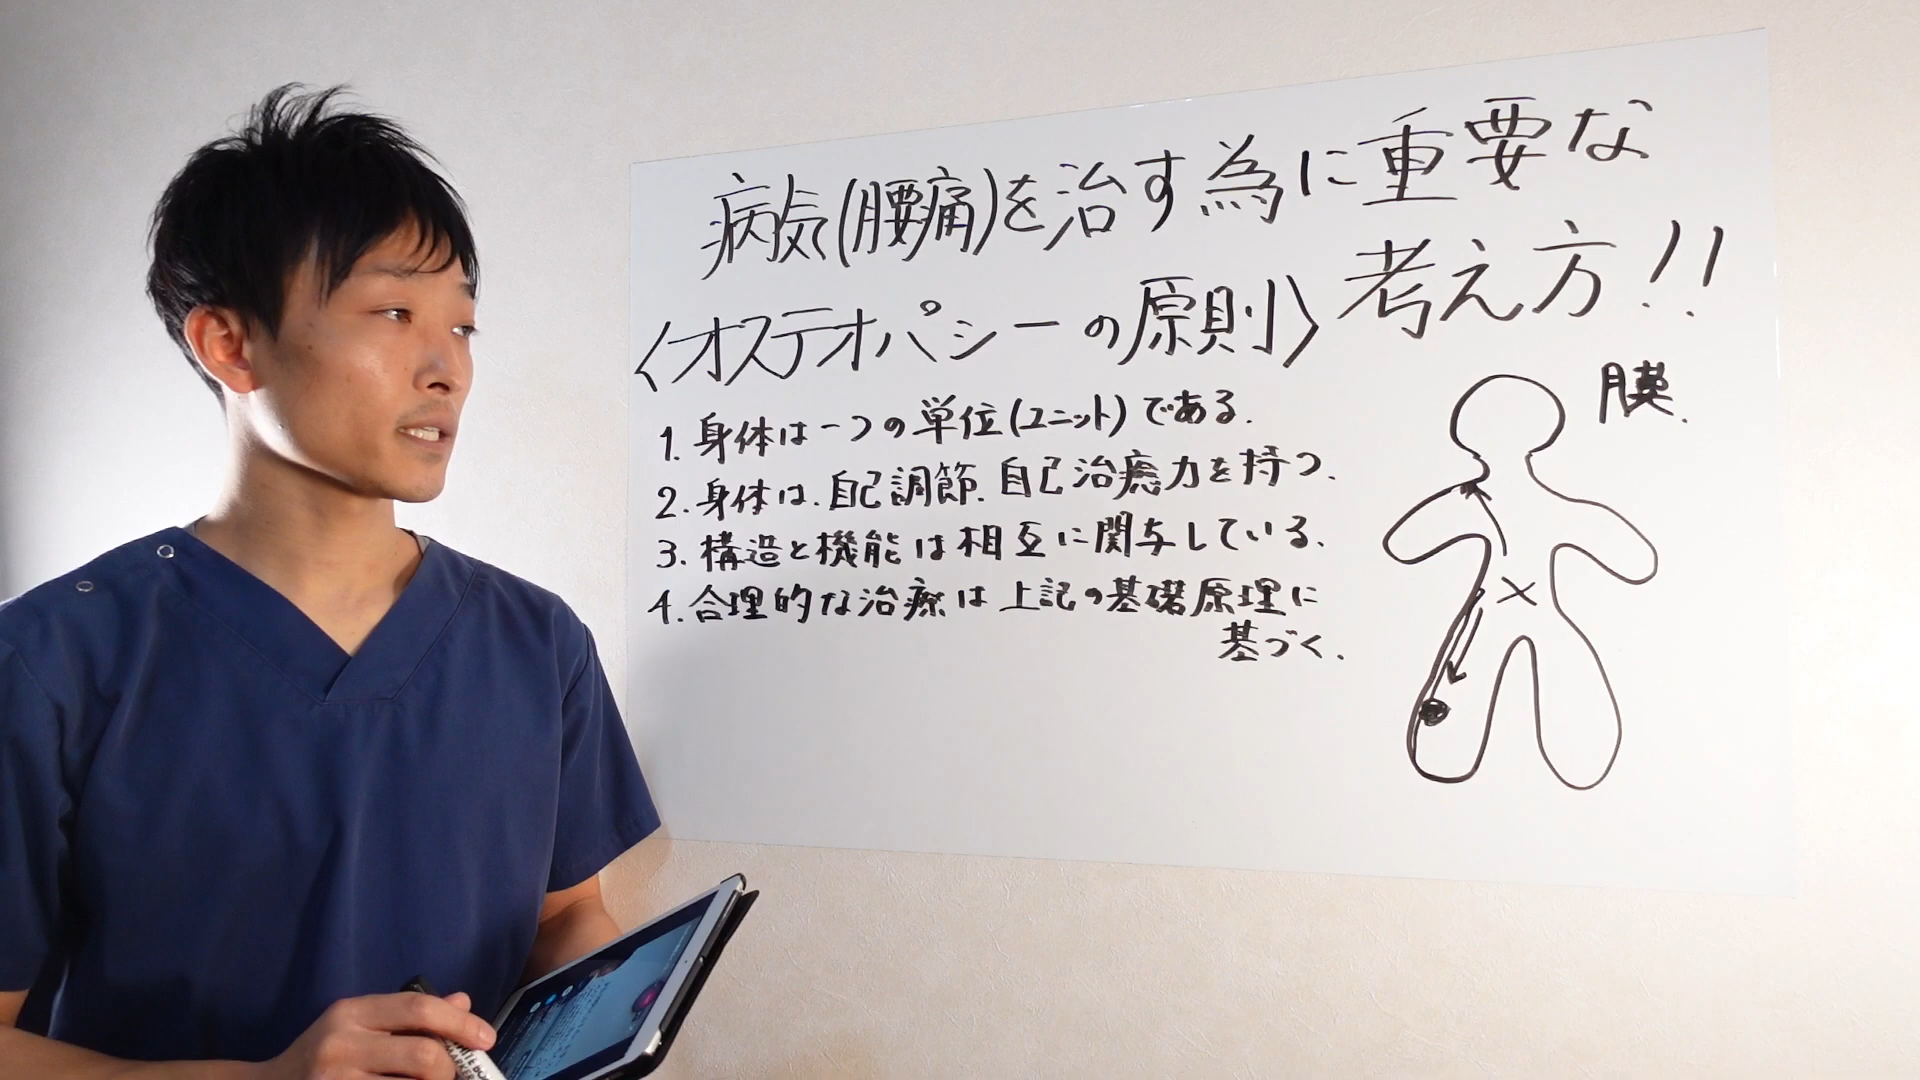 病気(腰痛)を治す為に重要な
考え方!!
〈オステオパシーの原則〉
1. 身体は一つの単位(ユニット)である.
2. 身体は.自己調節.自己治癒力を持つ.
3. 構造と機能は相互に関与している.
4. 合理的な治療は上記の基礎原理に
基づく.
膜.